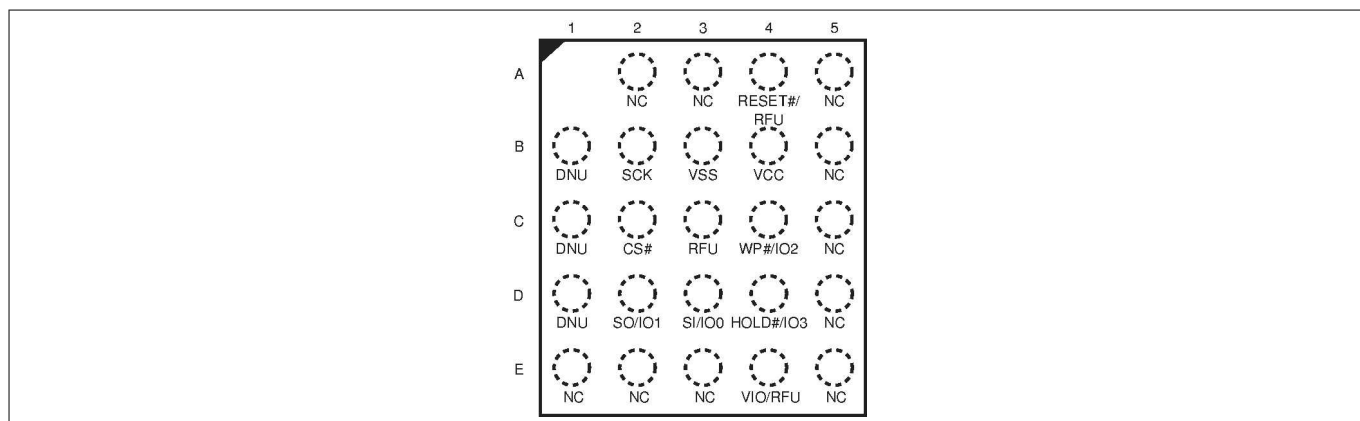 1 2 3 4 5
A
NC NC RESET#/ NC
RFU
B
DNU SCK VSS VCC NC
C
DNU CS# RFU WP#/IO2 NC
D
DNU SO/IO1 SI/IO0 HOLD#/IO3 NC
E
NC NC NC VIO/RFU NC